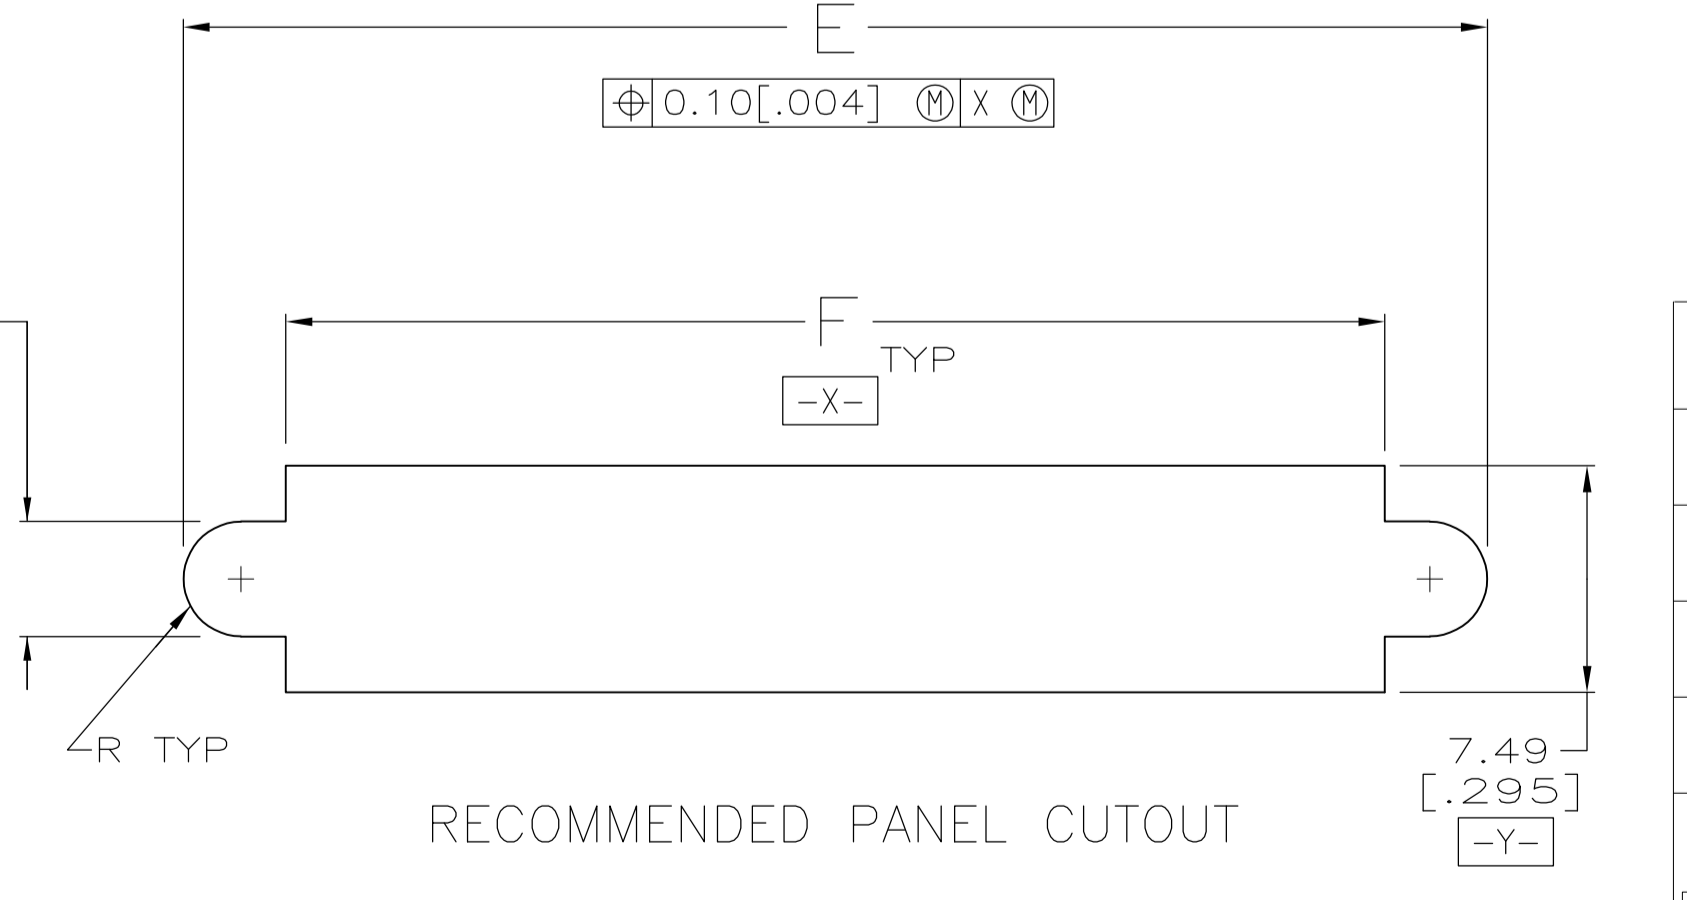 E
⌖ 0.10[.004] Ⓜ X Ⓜ
F
TYP
-X-
R TYP
7.49
[.295]
-Y-
RECOMMENDED PANEL CUTOUT